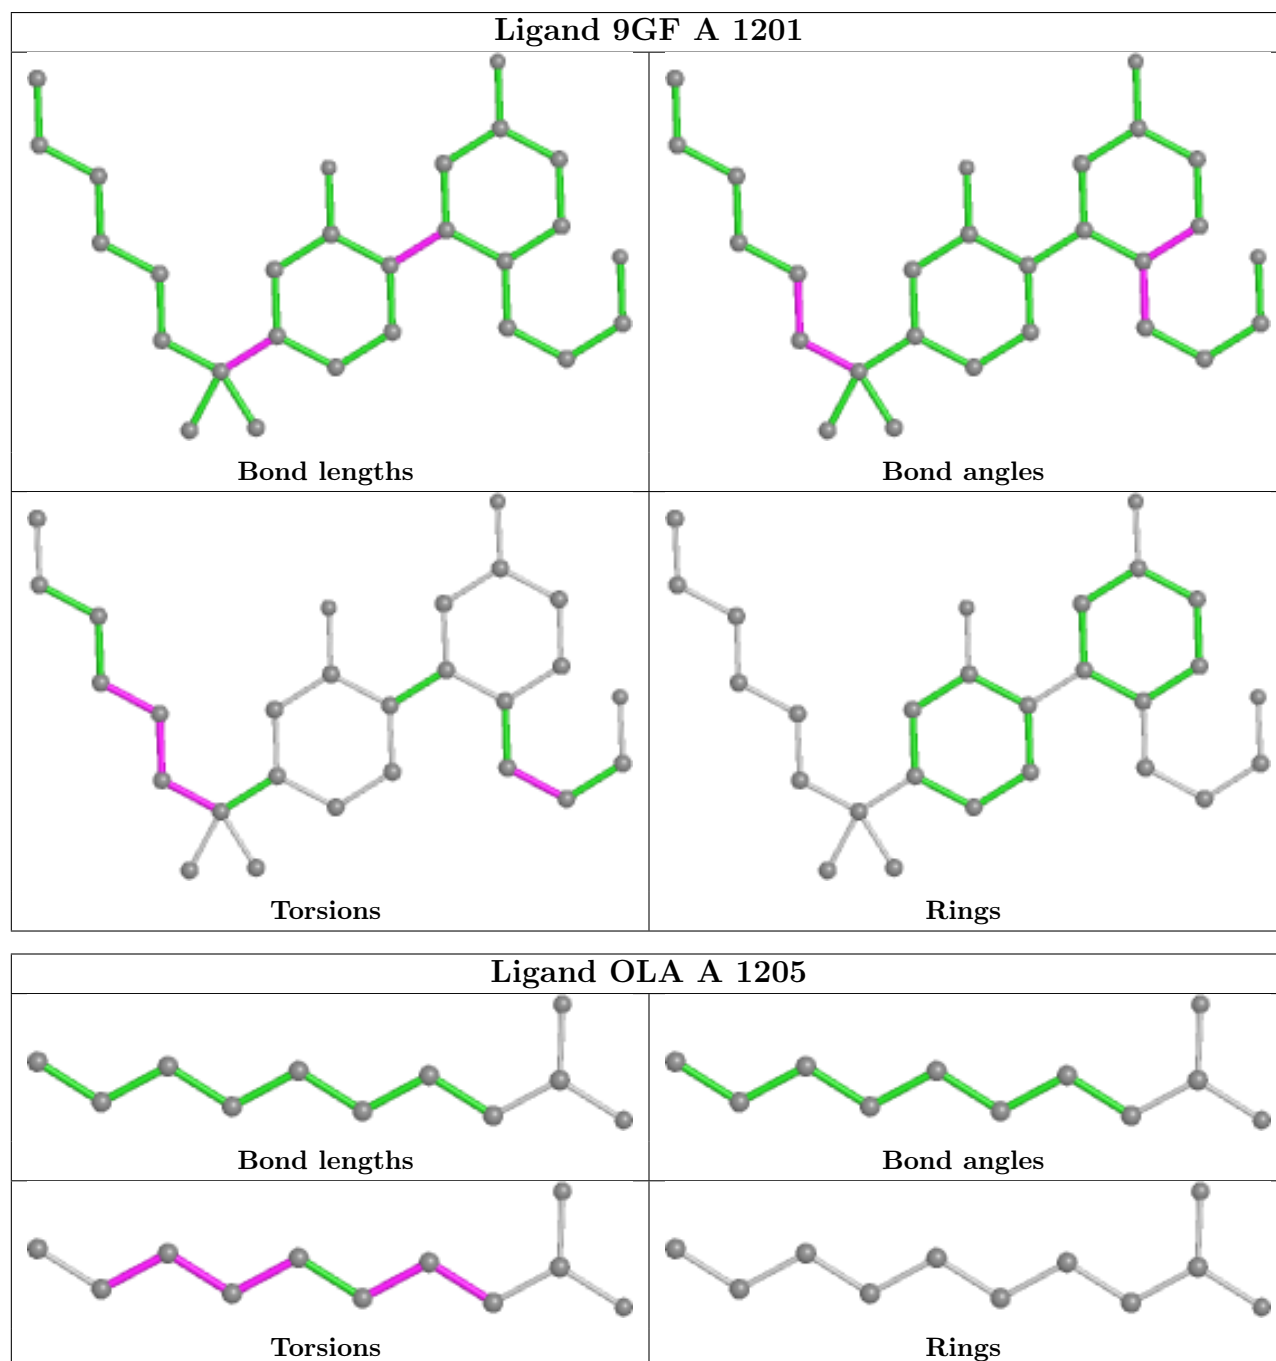 Ligand 9GF A 1201
Bond lengths
Bond angles
Torsions
Rings
Ligand OLA A 1205
Bond lengths
Bond angles
Torsions
Rings